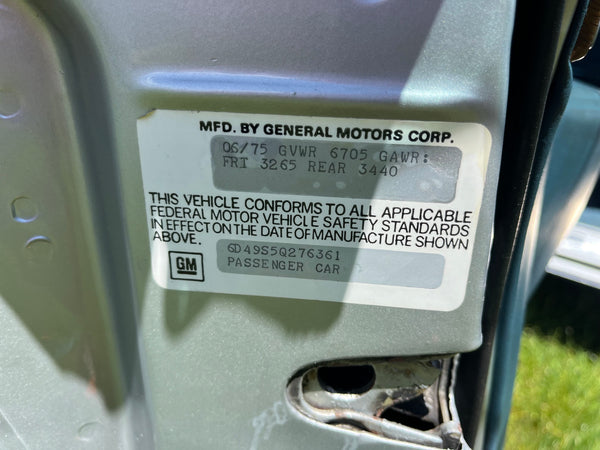 MFD. BY GENERAL MOTORS CORP.
06/75 GVWR 6705 GAWR:
FRT 3265 REAR 3440
THIS VEHICLE CONFORMS TO ALL APPLICABLE
FEDERAL MOTOR VEHICLE SAFETY STANDARDS
IN EFFECT ON THE DATE OF MANUFACTURE SHOWN
ABOVE.
6D49S5Q276361
PASSENGER CAR
GM